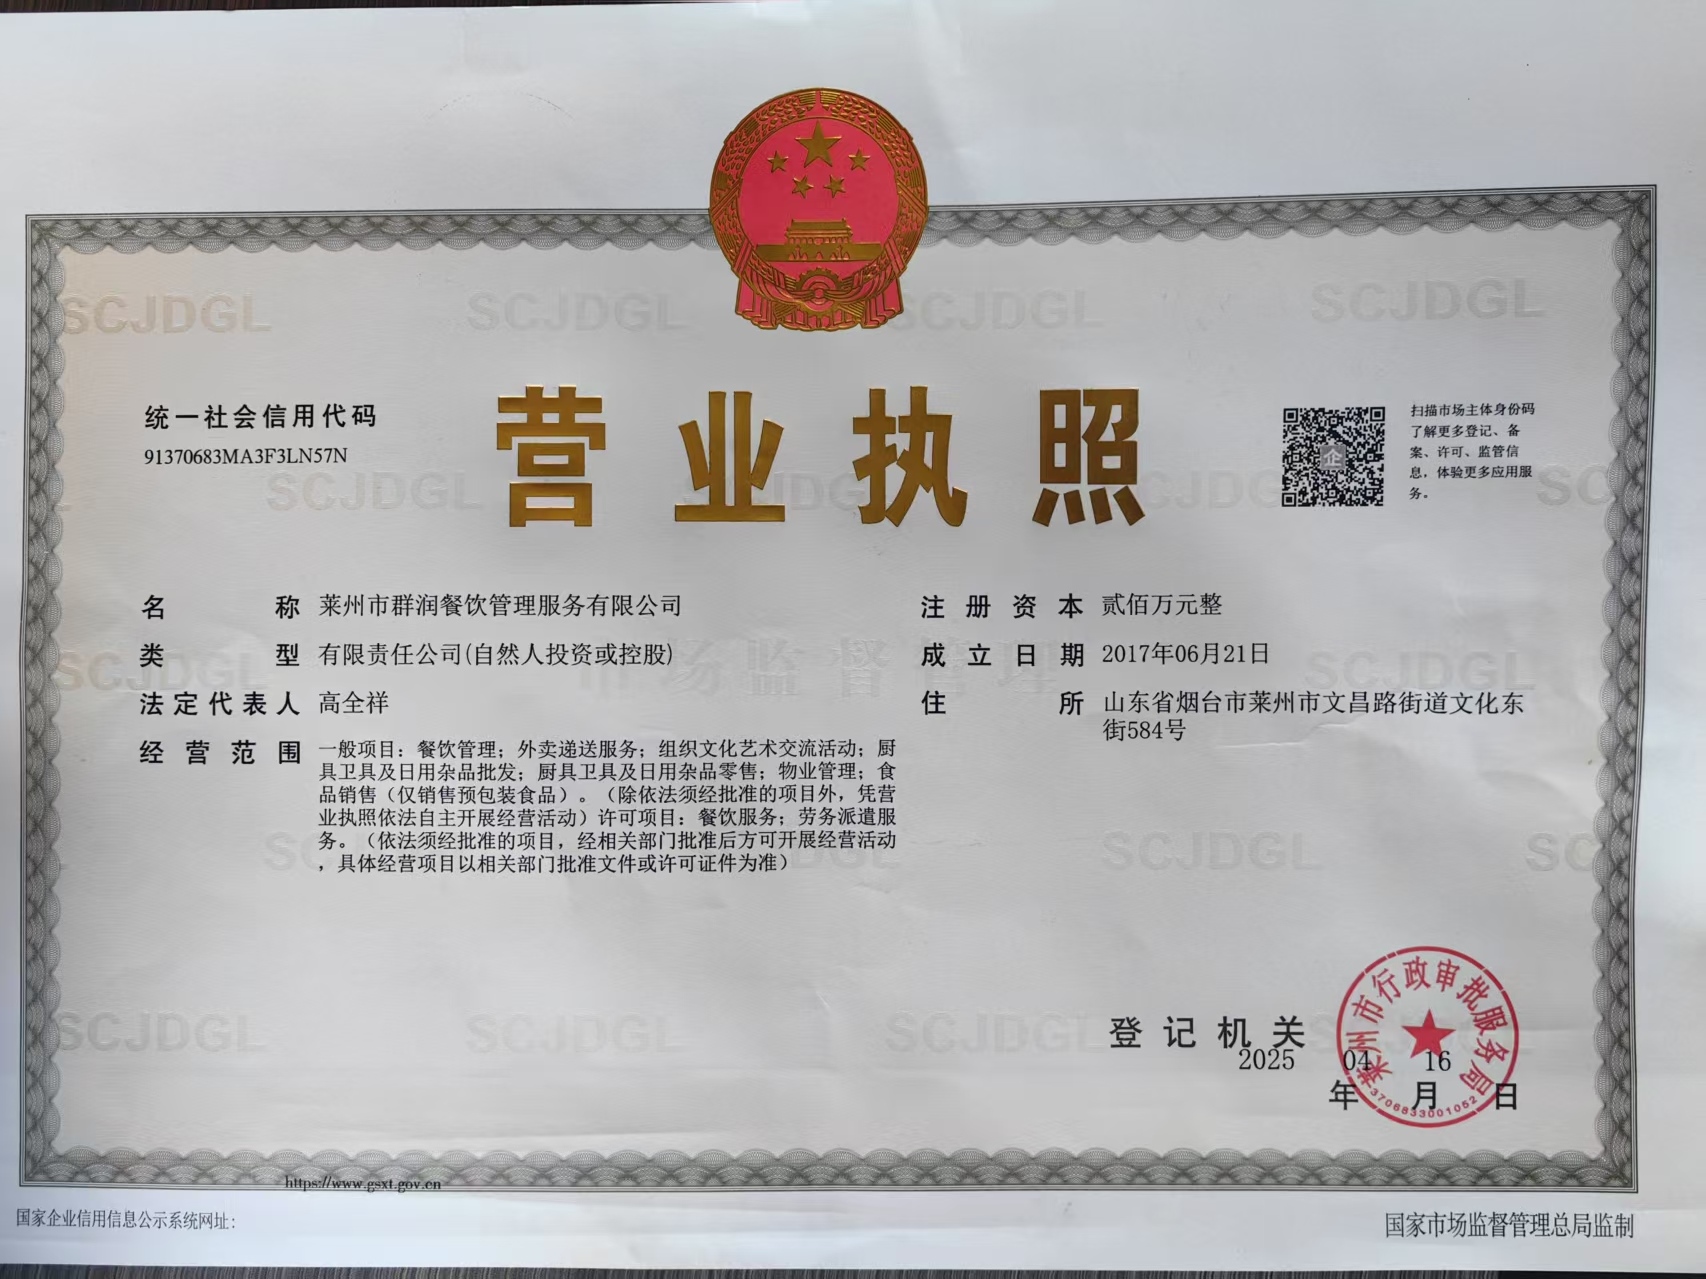 统一社会信用代码
91370683MA3F3LN57N
营业执照
扫描市场主体身份码
了解更多登记、备
案、许可、监管信
息，体验更多应用服
务。
企
名称 莱州市群润餐饮管理服务有限公司
类型 有限责任公司(自然人投资或控股)
法定代表人 高全祥
经营范围 一般项目：餐饮管理；外卖递送服务；组织文化艺术交流活动；厨
具卫具及日用杂品批发；厨具卫具及日用杂品零售；物业管理；食
品销售（仅销售预包装食品）。（除依法须经批准的项目外，凭营
业执照依法自主开展经营活动）许可项目：餐饮服务；劳务派遣服
务。（依法须经批准的项目，经相关部门批准后方可开展经营活动
，具体经营项目以相关部门批准文件或许可证件为准）
注册资本 贰佰万元整
成立日期 2017年06月21日
住所 山东省烟台市莱州市文昌路街道文化东
街584号
登记机关
2025 04 16
年 月 日
莱州市行政审批服务局
3706833001052
SCJDGL
市场监督管理
https://www.gsxt.gov.cn
国家企业信用信息公示系统网址：
国家市场监督管理总局监制